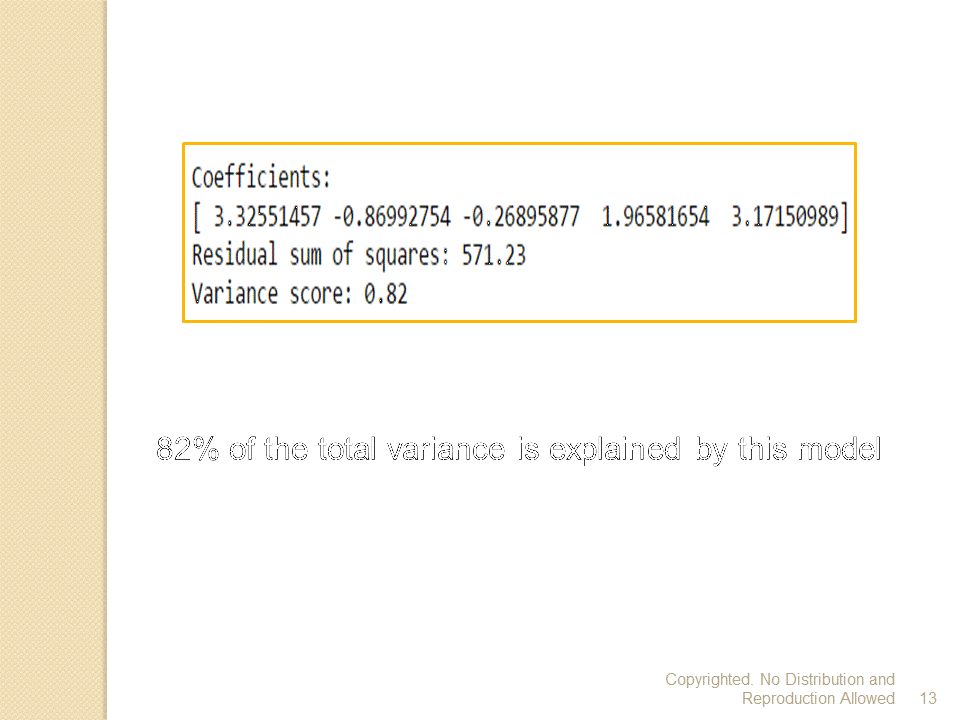 Coefficients:
[ 3.32551457 -0.86992754 -0.26895877 1.96581654 3.17150989]
Residual sum of squares: 571.23
Variance score: 0.82
82% of the total variance is explained by this model
Copyrighted. No Distribution and
Reproduction Allowed
13